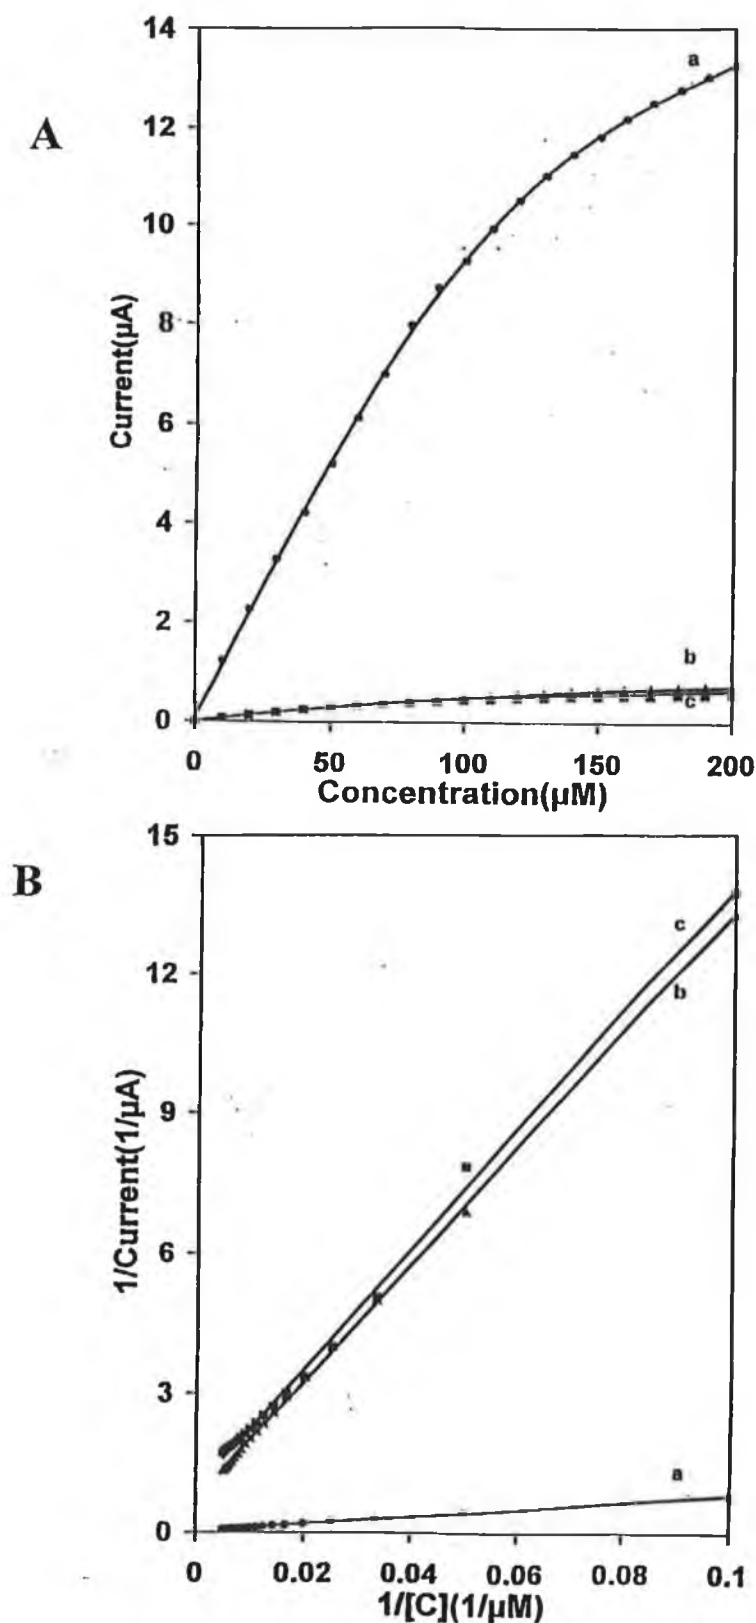 A
14
12
10
8
6
4
2
0
Current(µA)
a
b
c
0 50 100 150 200
Concentration(µM)
B
15
12
9
6
3
0
1/Current(1/µA)
c
b
a
0 0.02 0.04 0.06 0.08 0.1
1/[C](1/µM)